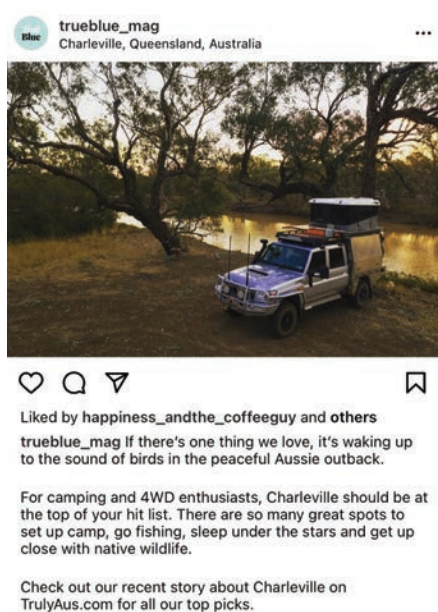 Blue
trueblue_mag
Charleville, Queensland, Australia
Liked by happiness_andthe_coffeeguy and others
trueblue_mag If there's one thing we love, it's waking up
to the sound of birds in the peaceful Aussie outback.
For camping and 4WD enthusiasts, Charleville should be at
the top of your hit list. There are so many great spots to
set up camp, go fishing, sleep under the stars and get up
close with native wildlife.
Check out our recent story about Charleville on
TrulyAus.com for all our top picks.